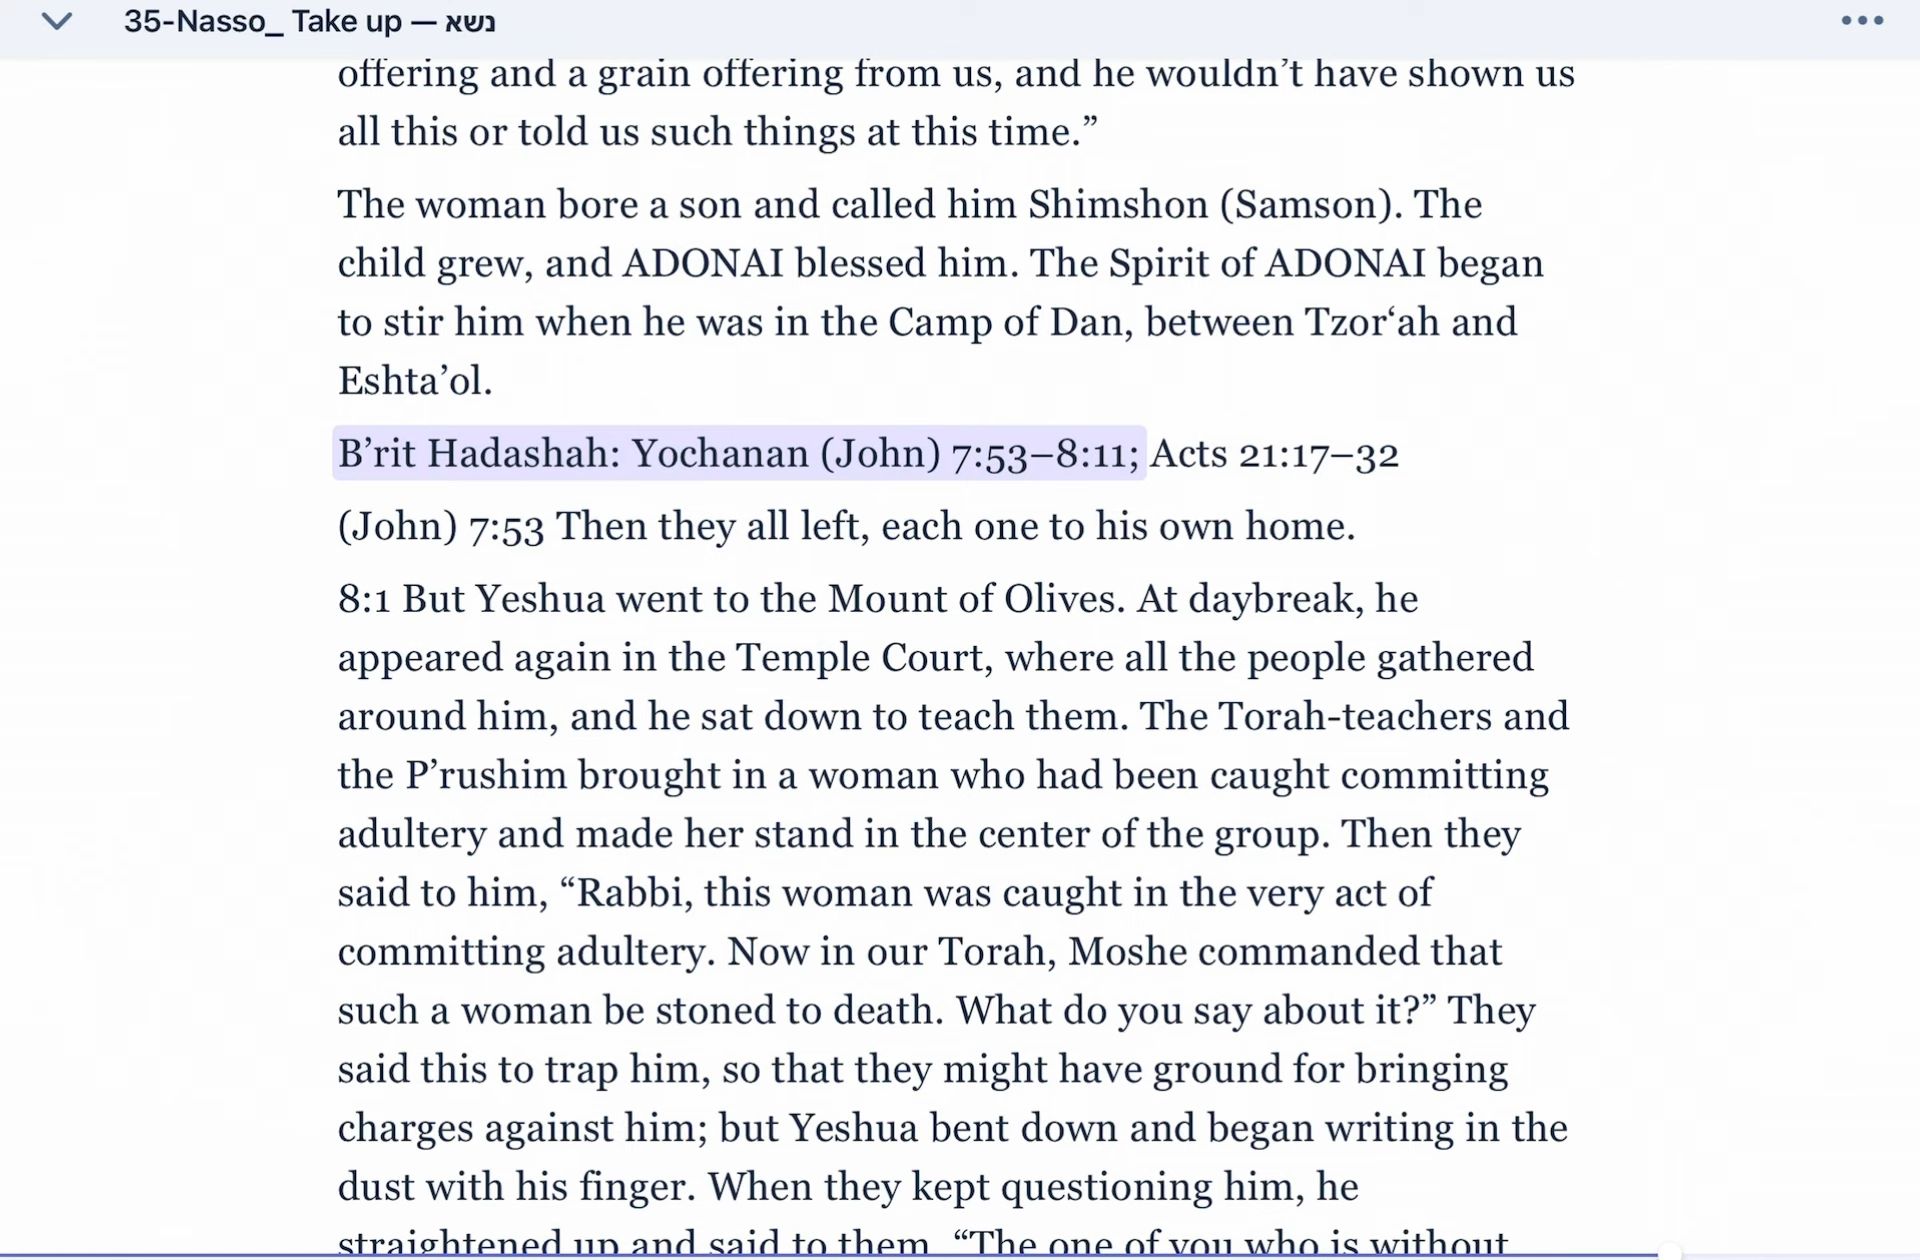 35-Nasso_ Take up — נשא
offering and a grain offering from us, and he wouldn’t have shown us
all this or told us such things at this time.”
The woman bore a son and called him Shimshon (Samson). The
child grew, and ADONAI blessed him. The Spirit of ADONAI began
to stir him when he was in the Camp of Dan, between Tzor‘ah and
Eshta’ol.
B’rit Hadashah: Yochanan (John) 7:53–8:11; Acts 21:17–32
(John) 7:53 Then they all left, each one to his own home.
8:1 But Yeshua went to the Mount of Olives. At daybreak, he
appeared again in the Temple Court, where all the people gathered
around him, and he sat down to teach them. The Torah-teachers and
the P’rushim brought in a woman who had been caught committing
adultery and made her stand in the center of the group. Then they
said to him, “Rabbi, this woman was caught in the very act of
committing adultery. Now in our Torah, Moshe commanded that
such a woman be stoned to death. What do you say about it?” They
said this to trap him, so that they might have ground for bringing
charges against him; but Yeshua bent down and began writing in the
dust with his finger. When they kept questioning him, he
straightened up and said to them, “The one of you who is without